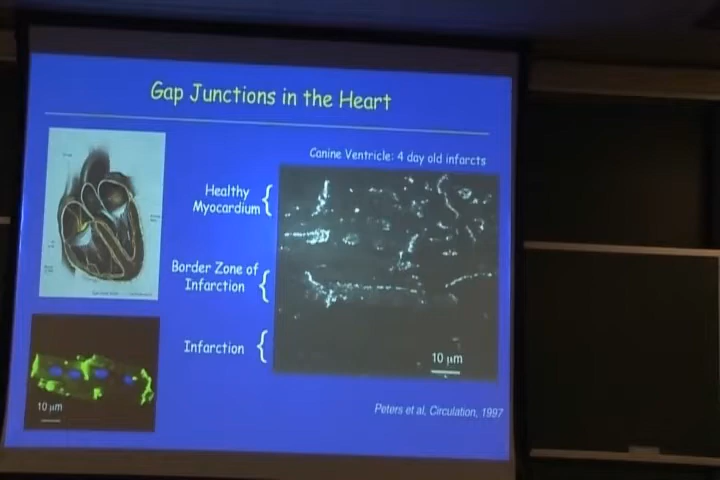 Gap Junctions in the Heart
Canine Ventricle: 4 day old infarcts
Healthy
Myocardium
Border Zone of
Infarction
Infarction
10 μm
10 μm
Peters et al, Circulation, 1997